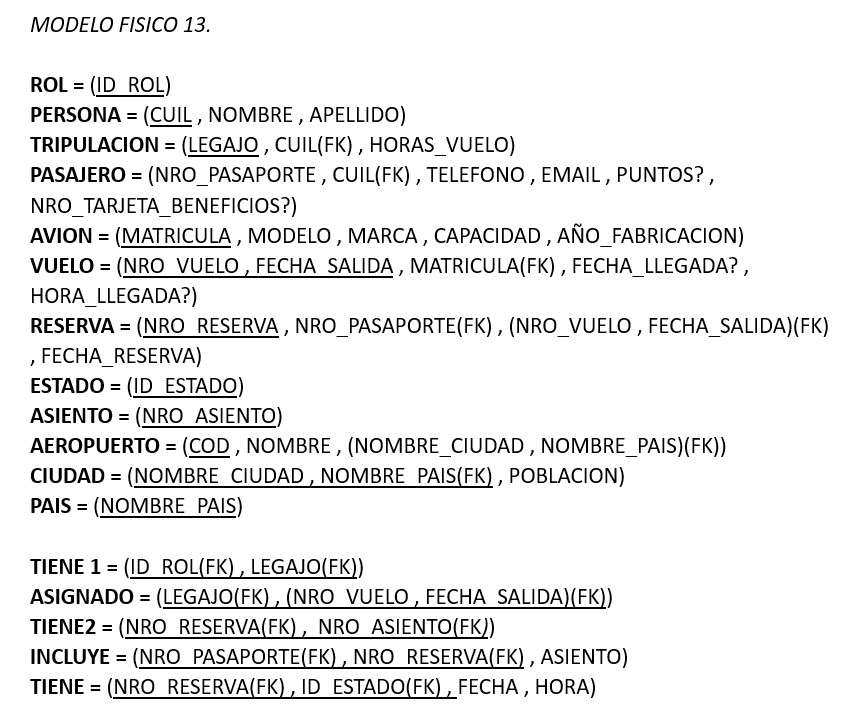 MODELO FISICO 13.
ROL = (ID_ROL)
PERSONA = (CUIL , NOMBRE , APELLIDO)
TRIPULACION = (LEGAJO , CUIL(FK) , HORAS_VUELO)
PASAJERO = (NRO_PASAPORTE , CUIL(FK) , TELEFONO , EMAIL , PUNTOS? ,
NRO_TARJETA_BENEFICIOS?)
AVION = (MATRICULA , MODELO , MARCA , CAPACIDAD , AÑO_FABRICACION)
VUELO = (NRO_VUELO , FECHA_SALIDA , MATRICULA(FK) , FECHA_LLEGADA? ,
HORA_LLEGADA?)
RESERVA = (NRO_RESERVA , NRO_PASAPORTE(FK) , (NRO_VUELO , FECHA_SALIDA)(FK)
, FECHA_RESERVA)
ESTADO = (ID_ESTADO)
ASIENTO = (NRO_ASIENTO)
AEROPUERTO = (COD , NOMBRE , (NOMBRE_CIUDAD , NOMBRE_PAIS)(FK))
CIUDAD = (NOMBRE_CIUDAD , NOMBRE_PAIS(FK) , POBLACION)
PAIS = (NOMBRE_PAIS)
TIENE 1 = (ID_ROL(FK) , LEGAJO(FK))
ASIGNADO = (LEGAJO(FK) , (NRO_VUELO , FECHA_SALIDA)(FK))
TIENE2 = (NRO_RESERVA(FK) , NRO_ASIENTO(FK))
INCLUYE = (NRO_PASAPORTE(FK) , NRO_RESERVA(FK) , ASIENTO)
TIENE = (NRO_RESERVA(FK) , ID_ESTADO(FK) , FECHA , HORA)